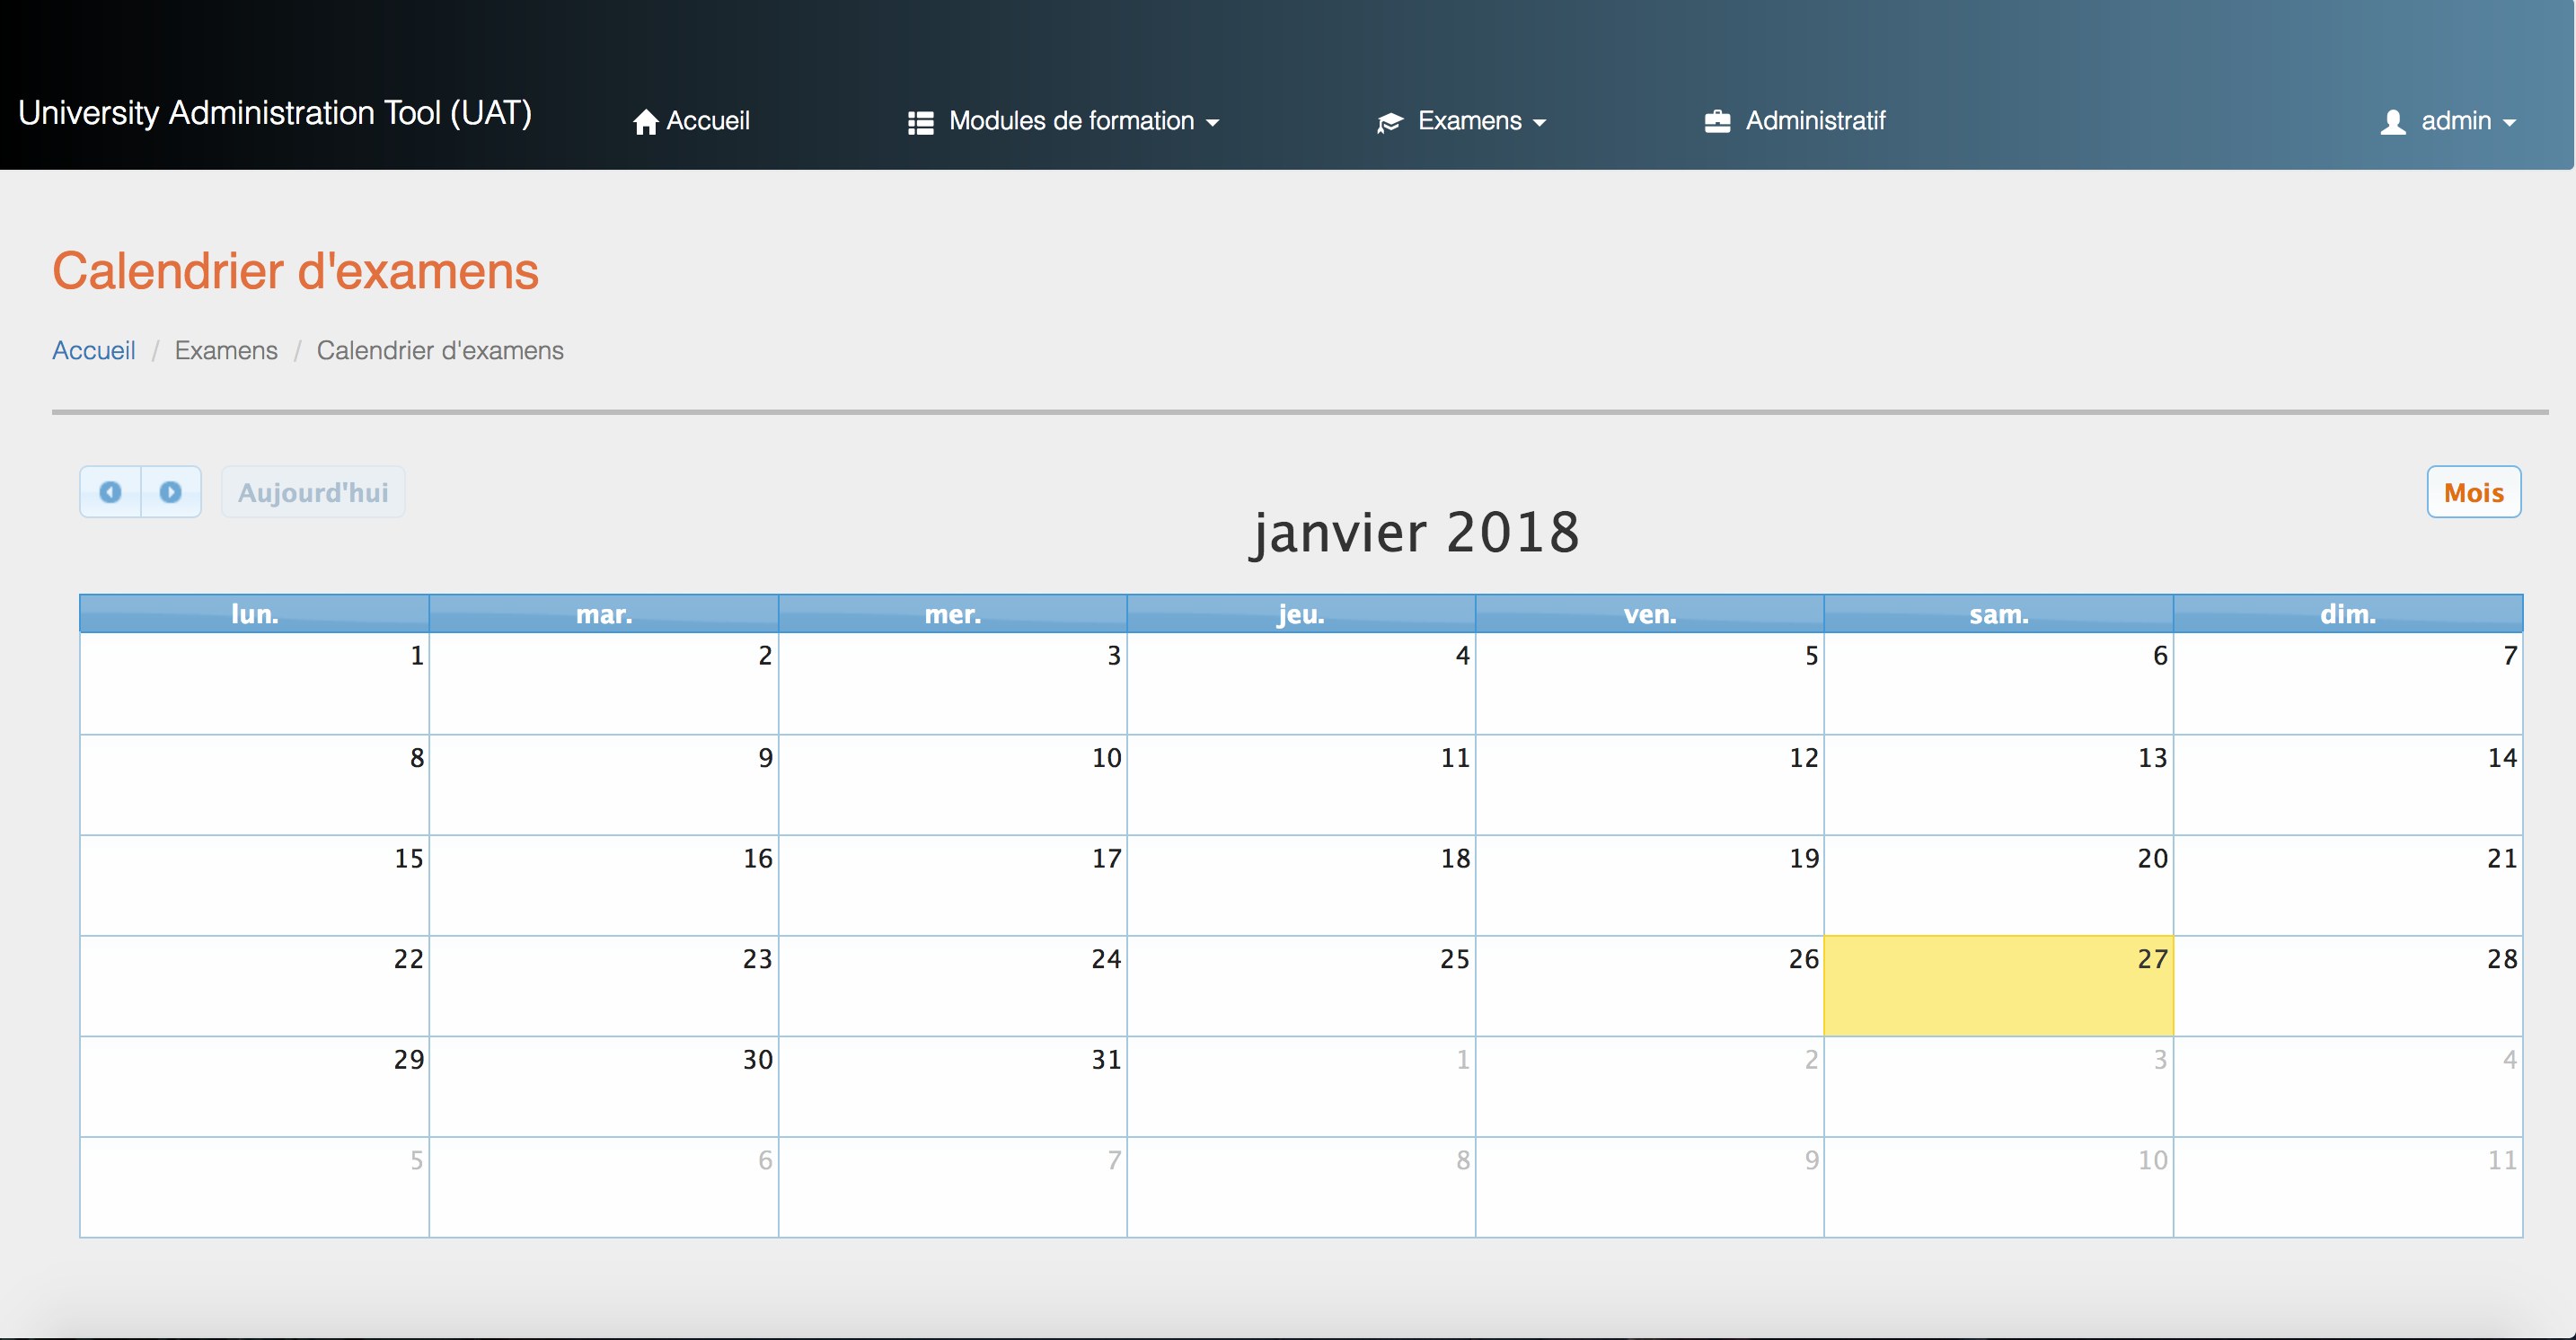 University Administration Tool (UAT) Accueil Modules de formation Examens Administratif admin
Calendrier d'examens
Accueil / Examens / Calendrier d'examens
Aujourd'hui Mois
janvier 2018
lun. mar. mer. jeu. ven. sam. dim.
1 2 3 4 5 6 7
8 9 10 11 12 13 14
15 16 17 18 19 20 21
22 23 24 25 26 27 28
29 30 31 1 2 3 4
5 6 7 8 9 10 11